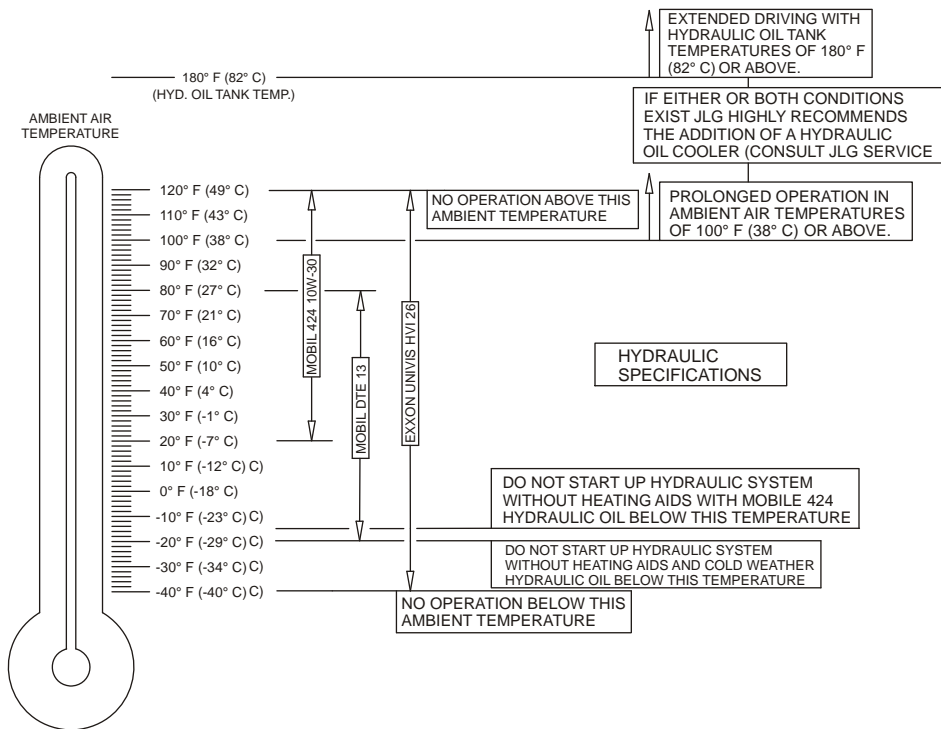 EXTENDED DRIVING WITH
HYDRAULIC OIL TANK
TEMPERATURES OF 180° F
(82° C) OR ABOVE.
180° F (82° C)
(HYD. OIL TANK TEMP.)
IF EITHER OR BOTH CONDITIONS
EXIST JLG HIGHLY RECOMMENDS
THE ADDITION OF A HYDRAULIC
OIL COOLER (CONSULT JLG SERVICE
AMBIENT AIR
TEMPERATURE
120° F (49° C)
110° F (43° C)
100° F (38° C)
90° F (32° C)
80° F (27° C)
70° F (21° C)
60° F (16° C)
50° F (10° C)
40° F (4° C)
30° F (-1° C)
20° F (-7° C)
10° F (-12° C) C)
0° F (-18° C)
-10° F (-23° C) C)
-20° F (-29° C) C)
-30° F (-34° C) C)
-40° F (-40° C) C)
NO OPERATION ABOVE THIS
AMBIENT TEMPERATURE
PROLONGED OPERATION IN
AMBIENT AIR TEMPERATURES
OF 100° F (38° C) OR ABOVE.
MOBIL 424 10W-30
MOBIL DTE 13
EXXON UNIVIS HVI 26
HYDRAULIC
SPECIFICATIONS
DO NOT START UP HYDRAULIC SYSTEM
WITHOUT HEATING AIDS WITH MOBILE 424
HYDRAULIC OIL BELOW THIS TEMPERATURE
DO NOT START UP HYDRAULIC SYSTEM
WITHOUT HEATING AIDS AND COLD WEATHER
HYDRAULIC OIL BELOW THIS TEMPERATURE
NO OPERATION BELOW THIS
AMBIENT TEMPERATURE